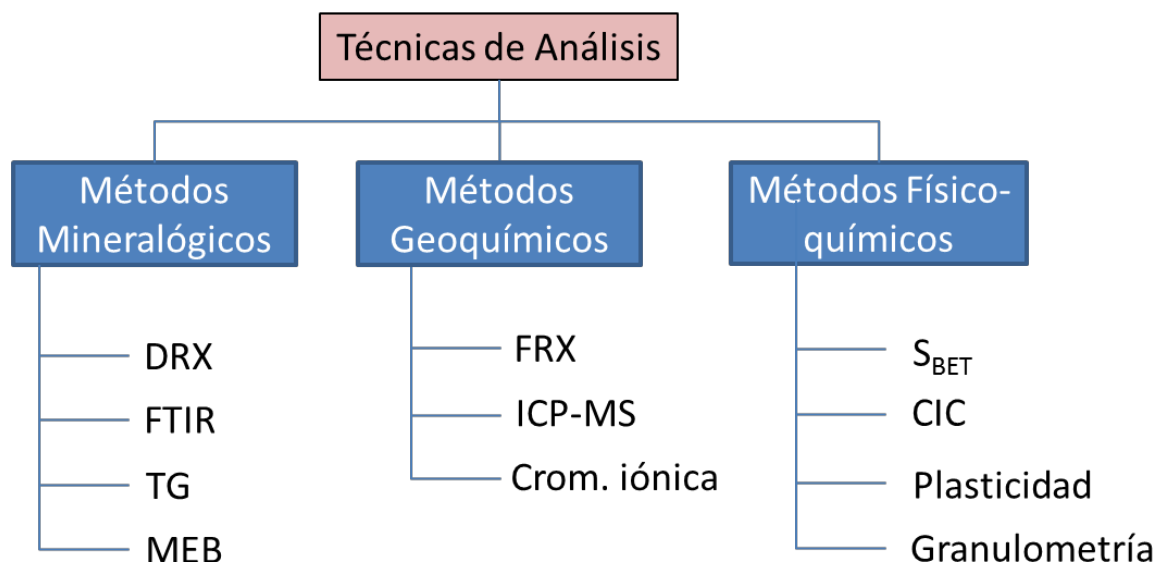 Técnicas de Análisis
Métodos
Mineralógicos
DRX
FTIR
TG
MEB
Métodos
Geoquímicos
FRX
ICP-MS
Crom. iónica
Métodos Físico-
químicos
S_BET
CIC
Plasticidad
Granulometría